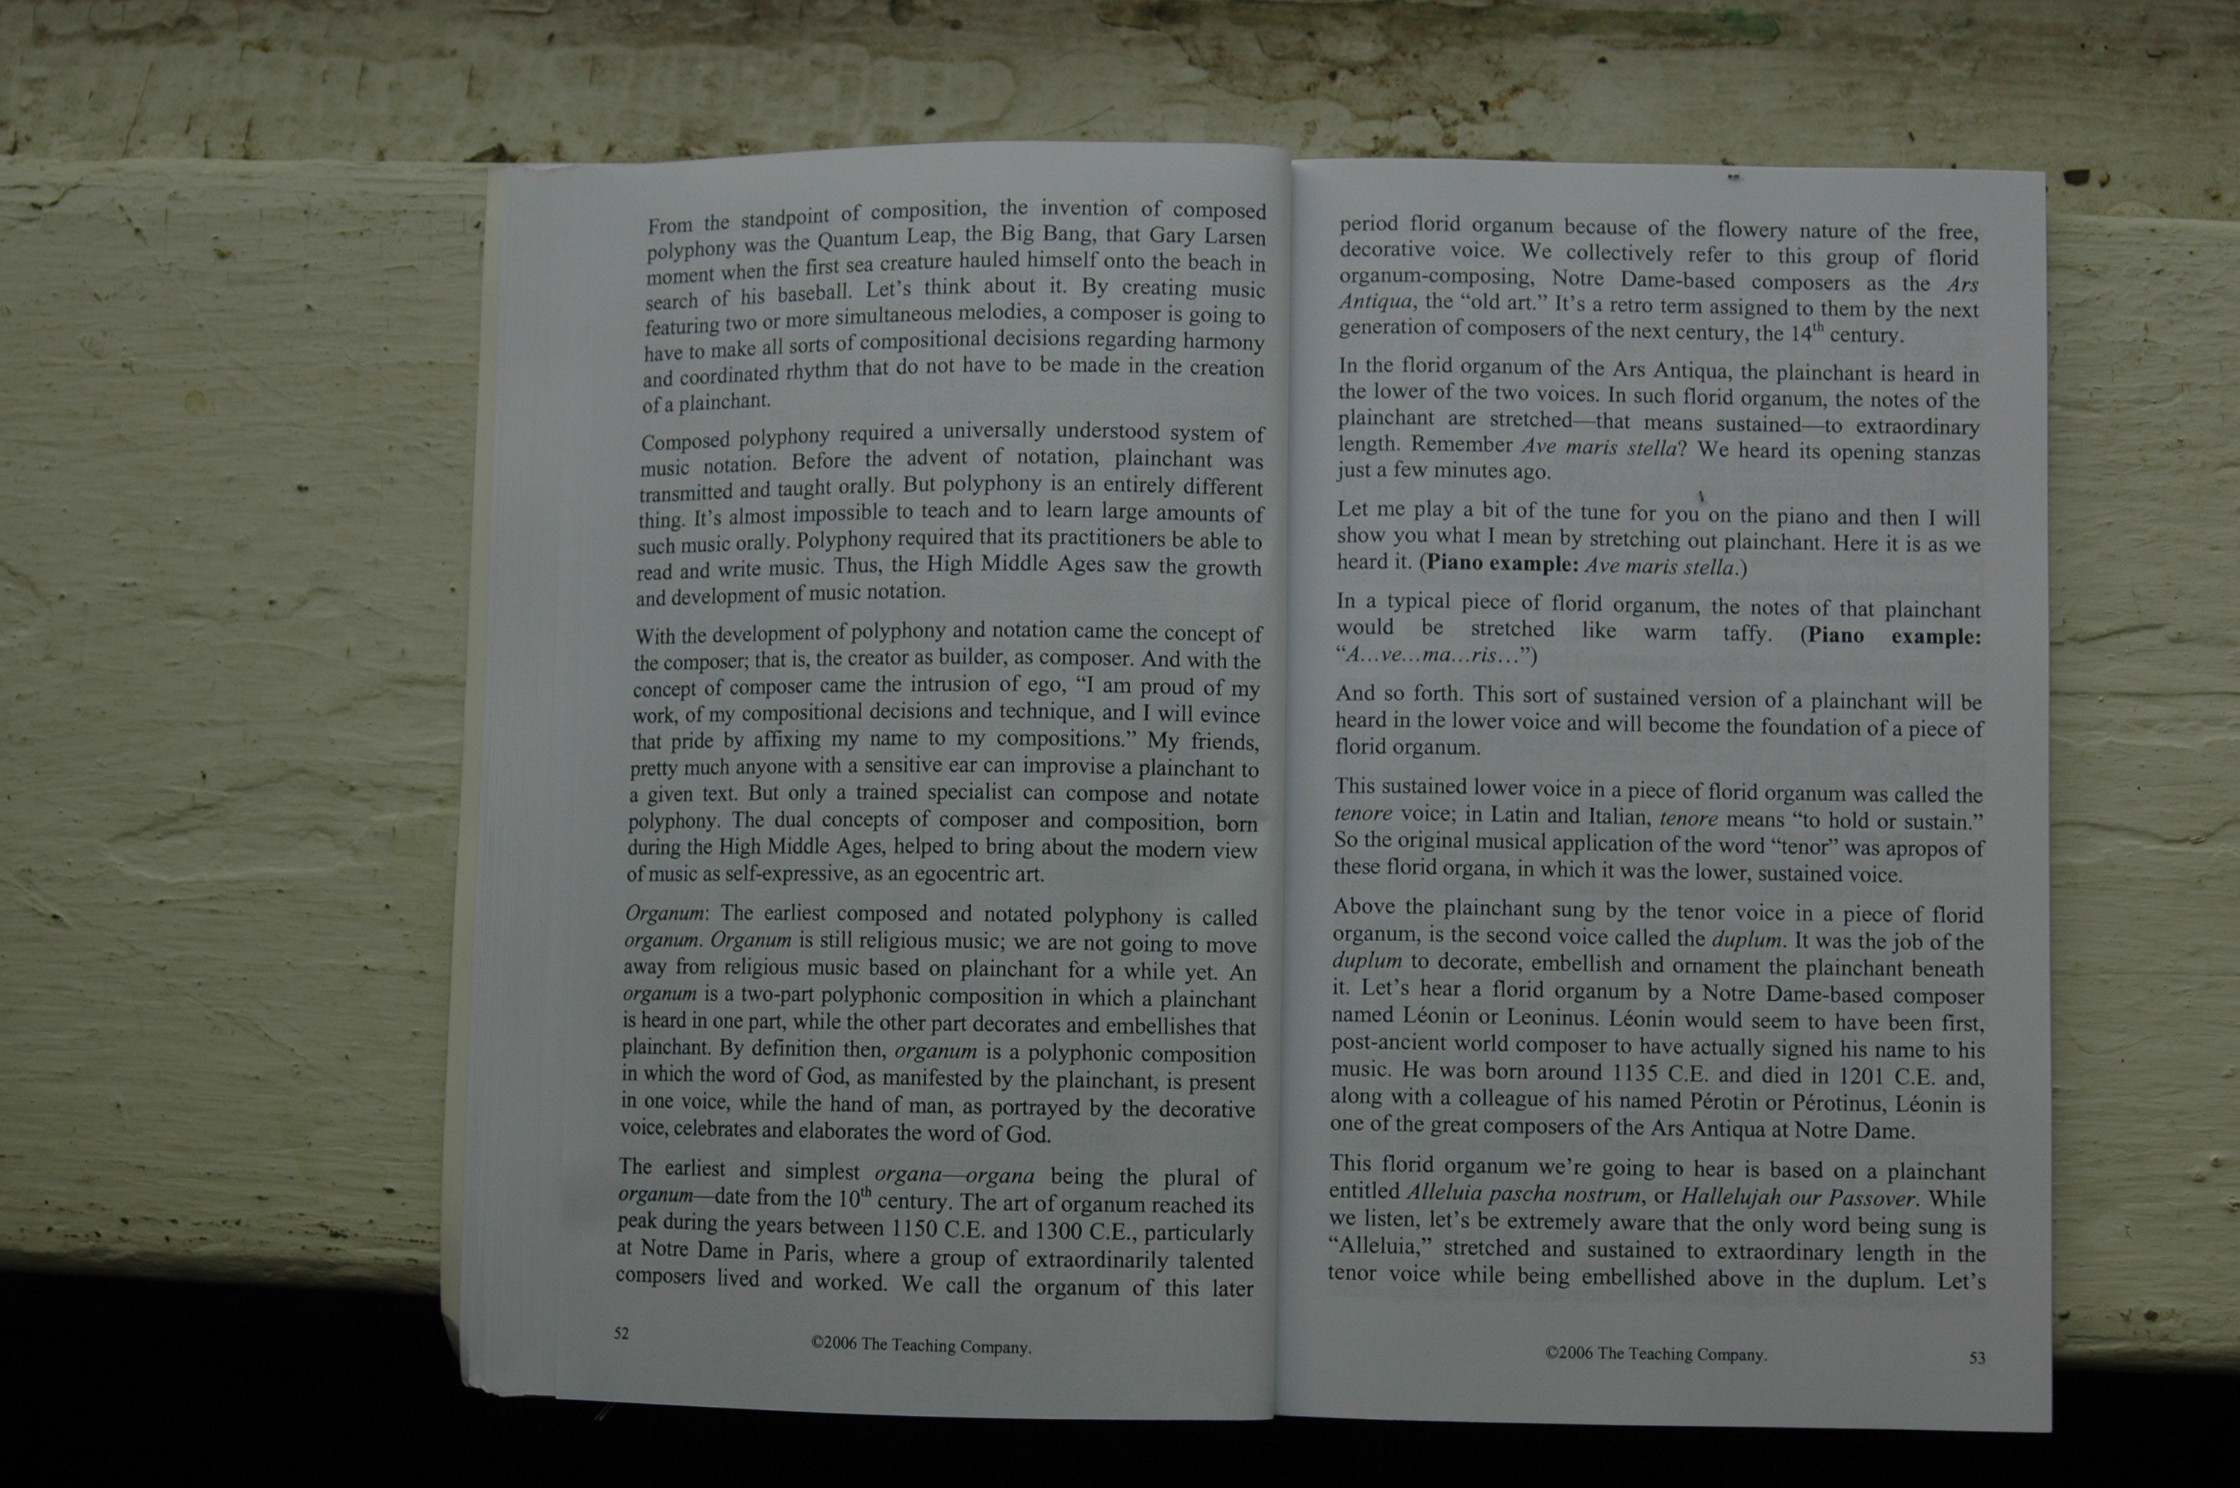 From the standpoint of composition, the invention of composed
polyphony was the Quantum Leap, the Big Bang, that Gary Larsen
moment when the first sea creature hauled himself onto the beach in
search of his baseball. Let's think about it. By creating music
featuring two or more simultaneous melodies, a composer is going to
have to make all sorts of compositional decisions regarding harmony
and coordinated rhythm that do not have to be made in the creation
of a plainchant.
Composed polyphony required a universally understood system of
music notation. Before the advent of notation, plainchant was
transmitted and taught orally. But polyphony is an entirely different
thing. It's almost impossible to teach and to learn large amounts of
such music orally. Polyphony required that its practitioners be able to
read and write music. Thus, the High Middle Ages saw the growth
and development of music notation.
With the development of polyphony and notation came the concept of
the composer; that is, the creator as builder, as composer. And with the
concept of composer came the intrusion of ego, “I am proud of my
work, of my compositional decisions and technique, and I will evince
that pride by affixing my name to my compositions.” My friends,
pretty much anyone with a sensitive ear can improvise a plainchant to
a given text. But only a trained specialist can compose and notate
polyphony. The dual concepts of composer and composition, born
during the High Middle Ages, helped to bring about the modern view
of music as self-expressive, as an egocentric art.
Organum: The earliest composed and notated polyphony is called
organum. Organum is still religious music; we are not going to move
away from religious music based on plainchant for a while yet. An
organum is a two-part polyphonic composition in which a plainchant
is heard in one part, while the other part decorates and embellishes that
plainchant. By definition then, organum is a polyphonic composition
in which the word of God, as manifested by the plainchant, is present
in one voice, while the hand of man, as portrayed by the decorative
voice, celebrates and elaborates the word of God.
The earliest and simplest organa—organa being the plural of
organum—date from the 10th century. The art of organum reached its
peak during the years between 1150 C.E. and 1300 C.E., particularly
at Notre Dame in Paris, where a group of extraordinarily talented
composers lived and worked. We call the organum of this later
52
©2006 The Teaching Company.
period florid organum because of the flowery nature of the free,
decorative voice. We collectively refer to this group of florid
organum-composing, Notre Dame-based composers as the Ars
Antiqua, the “old art.” It's a retro term assigned to them by the next
generation of composers of the next century, the 14th century.
In the florid organum of the Ars Antiqua, the plainchant is heard in
the lower of the two voices. In such florid organum, the notes of the
plainchant are stretched—that means sustained—to extraordinary
length. Remember Ave maris stella? We heard its opening stanzas
just a few minutes ago.
Let me play a bit of the tune for you on the piano and then I will
show you what I mean by stretching out plainchant. Here it is as we
heard it. (Piano example: Ave maris stella.)
In a typical piece of florid organum, the notes of that plainchant
would be stretched like warm taffy. (Piano example:
“A…ve…ma…ris…”)
And so forth. This sort of sustained version of a plainchant will be
heard in the lower voice and will become the foundation of a piece of
florid organum.
This sustained lower voice in a piece of florid organum was called the
tenore voice; in Latin and Italian, tenore means “to hold or sustain.”
So the original musical application of the word “tenor” was apropos of
these florid organa, in which it was the lower, sustained voice.
Above the plainchant sung by the tenor voice in a piece of florid
organum, is the second voice called the duplum. It was the job of the
duplum to decorate, embellish and ornament the plainchant beneath
it. Let's hear a florid organum by a Notre Dame-based composer
named Léonin or Leoninus. Léonin would seem to have been first,
post-ancient world composer to have actually signed his name to his
music. He was born around 1135 C.E. and died in 1201 C.E. and,
along with a colleague of his named Pérotin or Pérotinus, Léonin is
one of the great composers of the Ars Antiqua at Notre Dame.
This florid organum we're going to hear is based on a plainchant
entitled Alleluia pascha nostrum, or Hallelujah our Passover. While
we listen, let's be extremely aware that the only word being sung is
“Alleluia,” stretched and sustained to extraordinary length in the
tenor voice while being embellished above in the duplum. Let's
©2006 The Teaching Company.
53